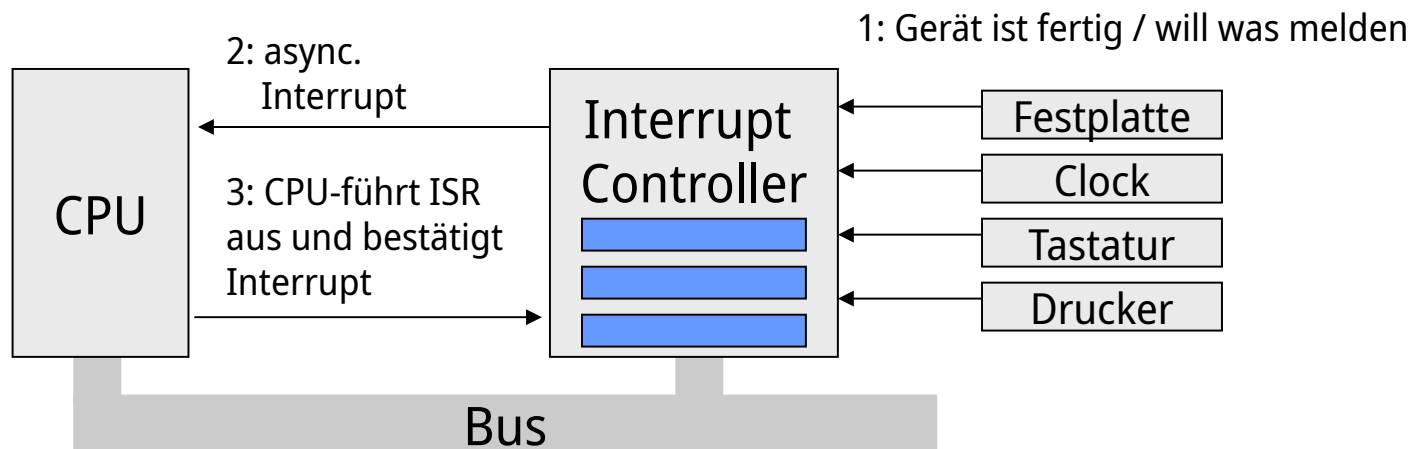 1: Gerät ist fertig / will was melden
2: async.
Interrupt
Interrupt
Controller
Festplatte
Clock
Tastatur
Drucker
CPU
3: CPU-führt ISR
aus und bestätigt
Interrupt
Bus